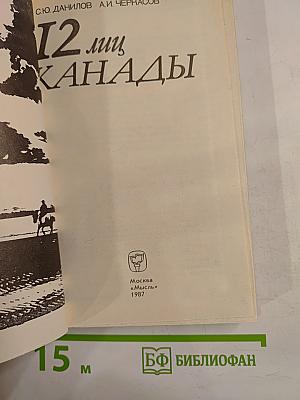 С.Ю. ДАНИЛОВ А.И. ЧЕРКАСОВ
12 лиц
КАНАДЫ
Москва
«Мысль»
1987
15 м
БФ БИБЛИОФАН